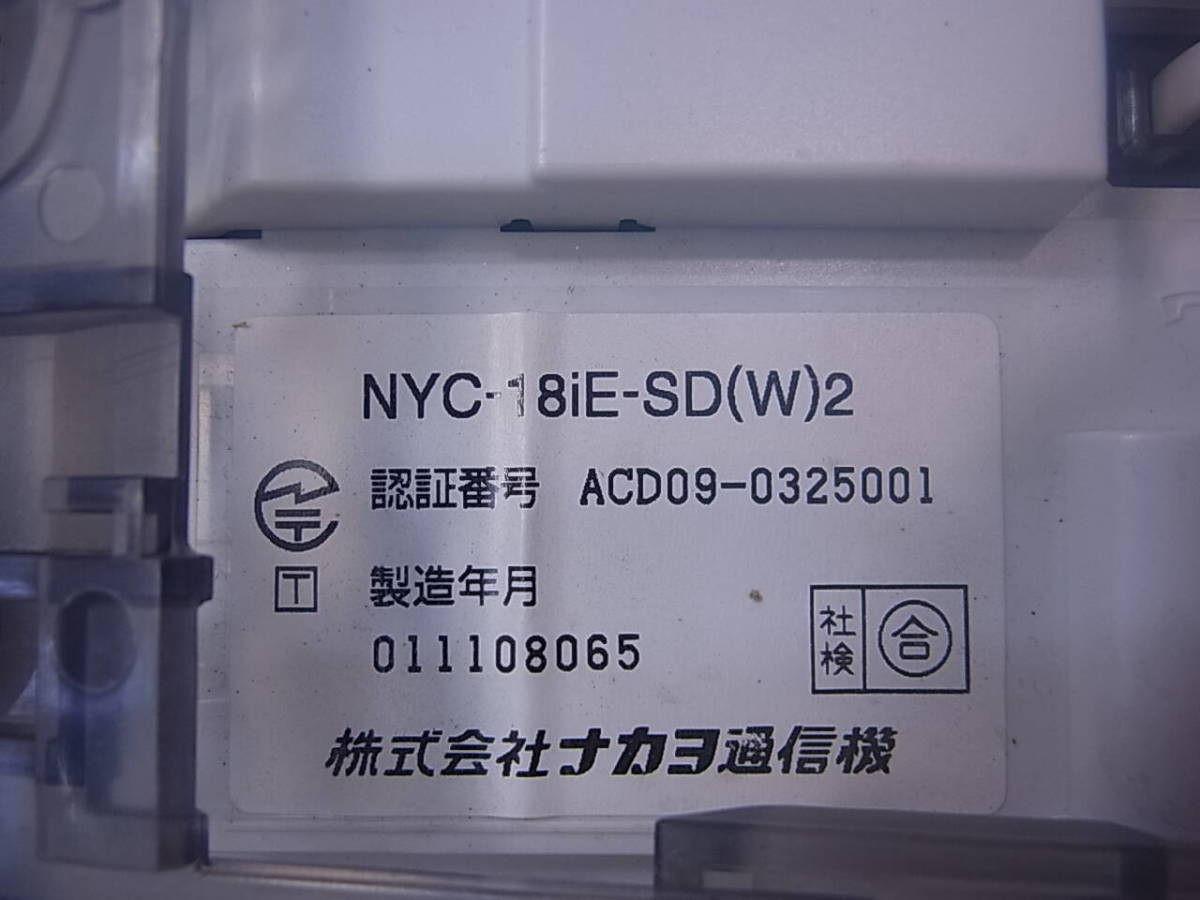 NYC-18iE-SD(W)2
認証番号 ACD09-0325001
T 製造年月
011108065
社検 合
株式会社ナカヨ通信機